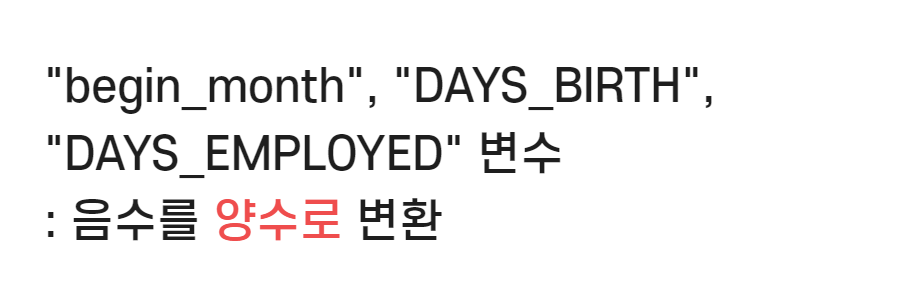 "begin_month", "DAYS_BIRTH",
"DAYS_EMPLOYED" 변수
: 음수를 양수로 변환